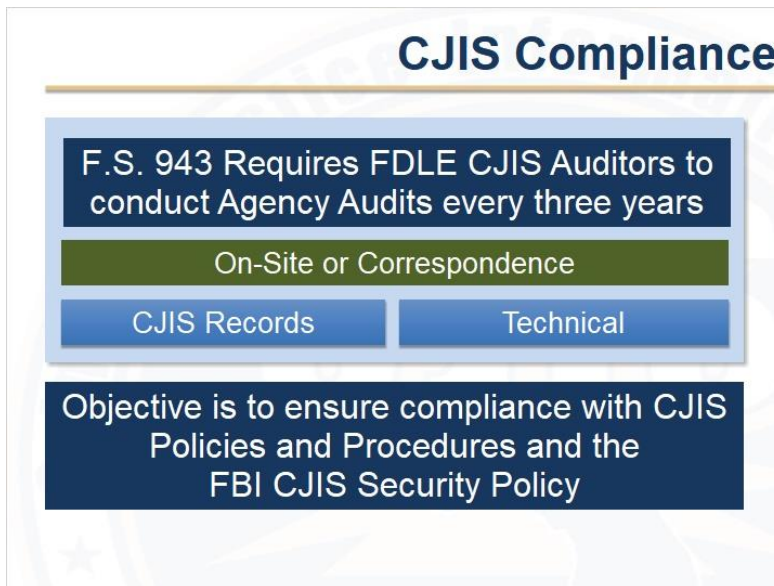 CJIS Compliance
F.S. 943 Requires FDLE CJIS Auditors to
conduct Agency Audits every three years
On-Site or Correspondence
CJIS Records
Technical
Objective is to ensure compliance with CJIS
Policies and Procedures and the
FBI CJIS Security Policy